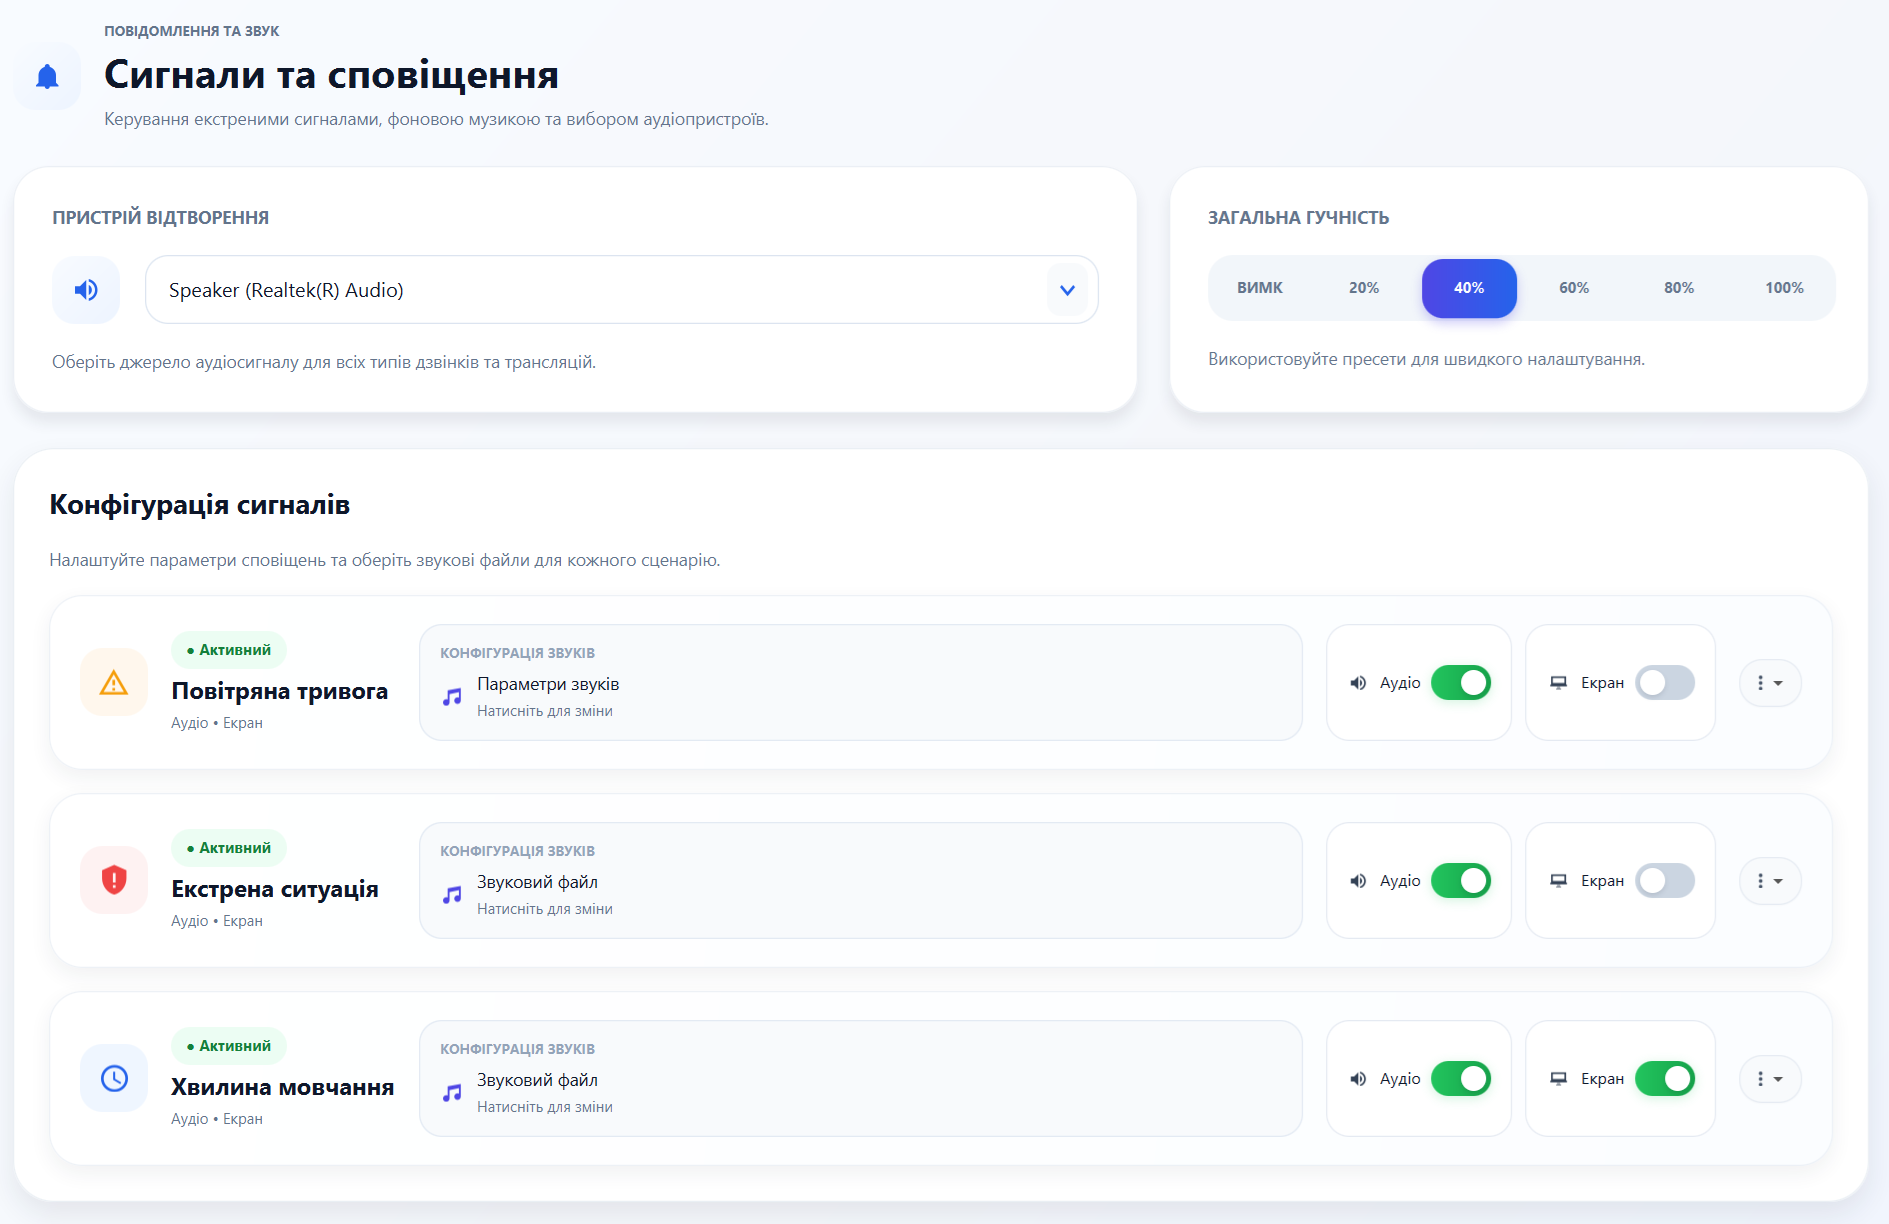 ПОВІДОМЛЕННЯ ТА ЗВУК
Сигнали та сповіщення
Керування екстреними сигналами, фоновою музикою та вибором аудіопристроїв.
ПРИСТРІЙ ВІДТВОРЕННЯ
Speaker (Realtek(R) Audio)
Оберіть джерело аудіосигналу для всіх типів дзвінків та трансляцій.
ЗАГАЛЬНА ГУЧНІСТЬ
ВИМК 20% 40% 60% 80% 100%
Використовуйте пресети для швидкого налаштування.
Конфігурація сигналів
Налаштуйте параметри сповіщень та оберіть звукові файли для кожного сценарію.
• Активний
Повітряна тривога
Аудіо • Екран
КОНФІГУРАЦІЯ ЗВУКІВ
Параметри звуків
Натисніть для зміни
Аудіо
Екран
• Активний
Екстрена ситуація
Аудіо • Екран
КОНФІГУРАЦІЯ ЗВУКІВ
Звуковий файл
Натисніть для зміни
Аудіо
Екран
• Активний
Хвилина мовчання
Аудіо • Екран
КОНФІГУРАЦІЯ ЗВУКІВ
Звуковий файл
Натисніть для зміни
Аудіо
Екран